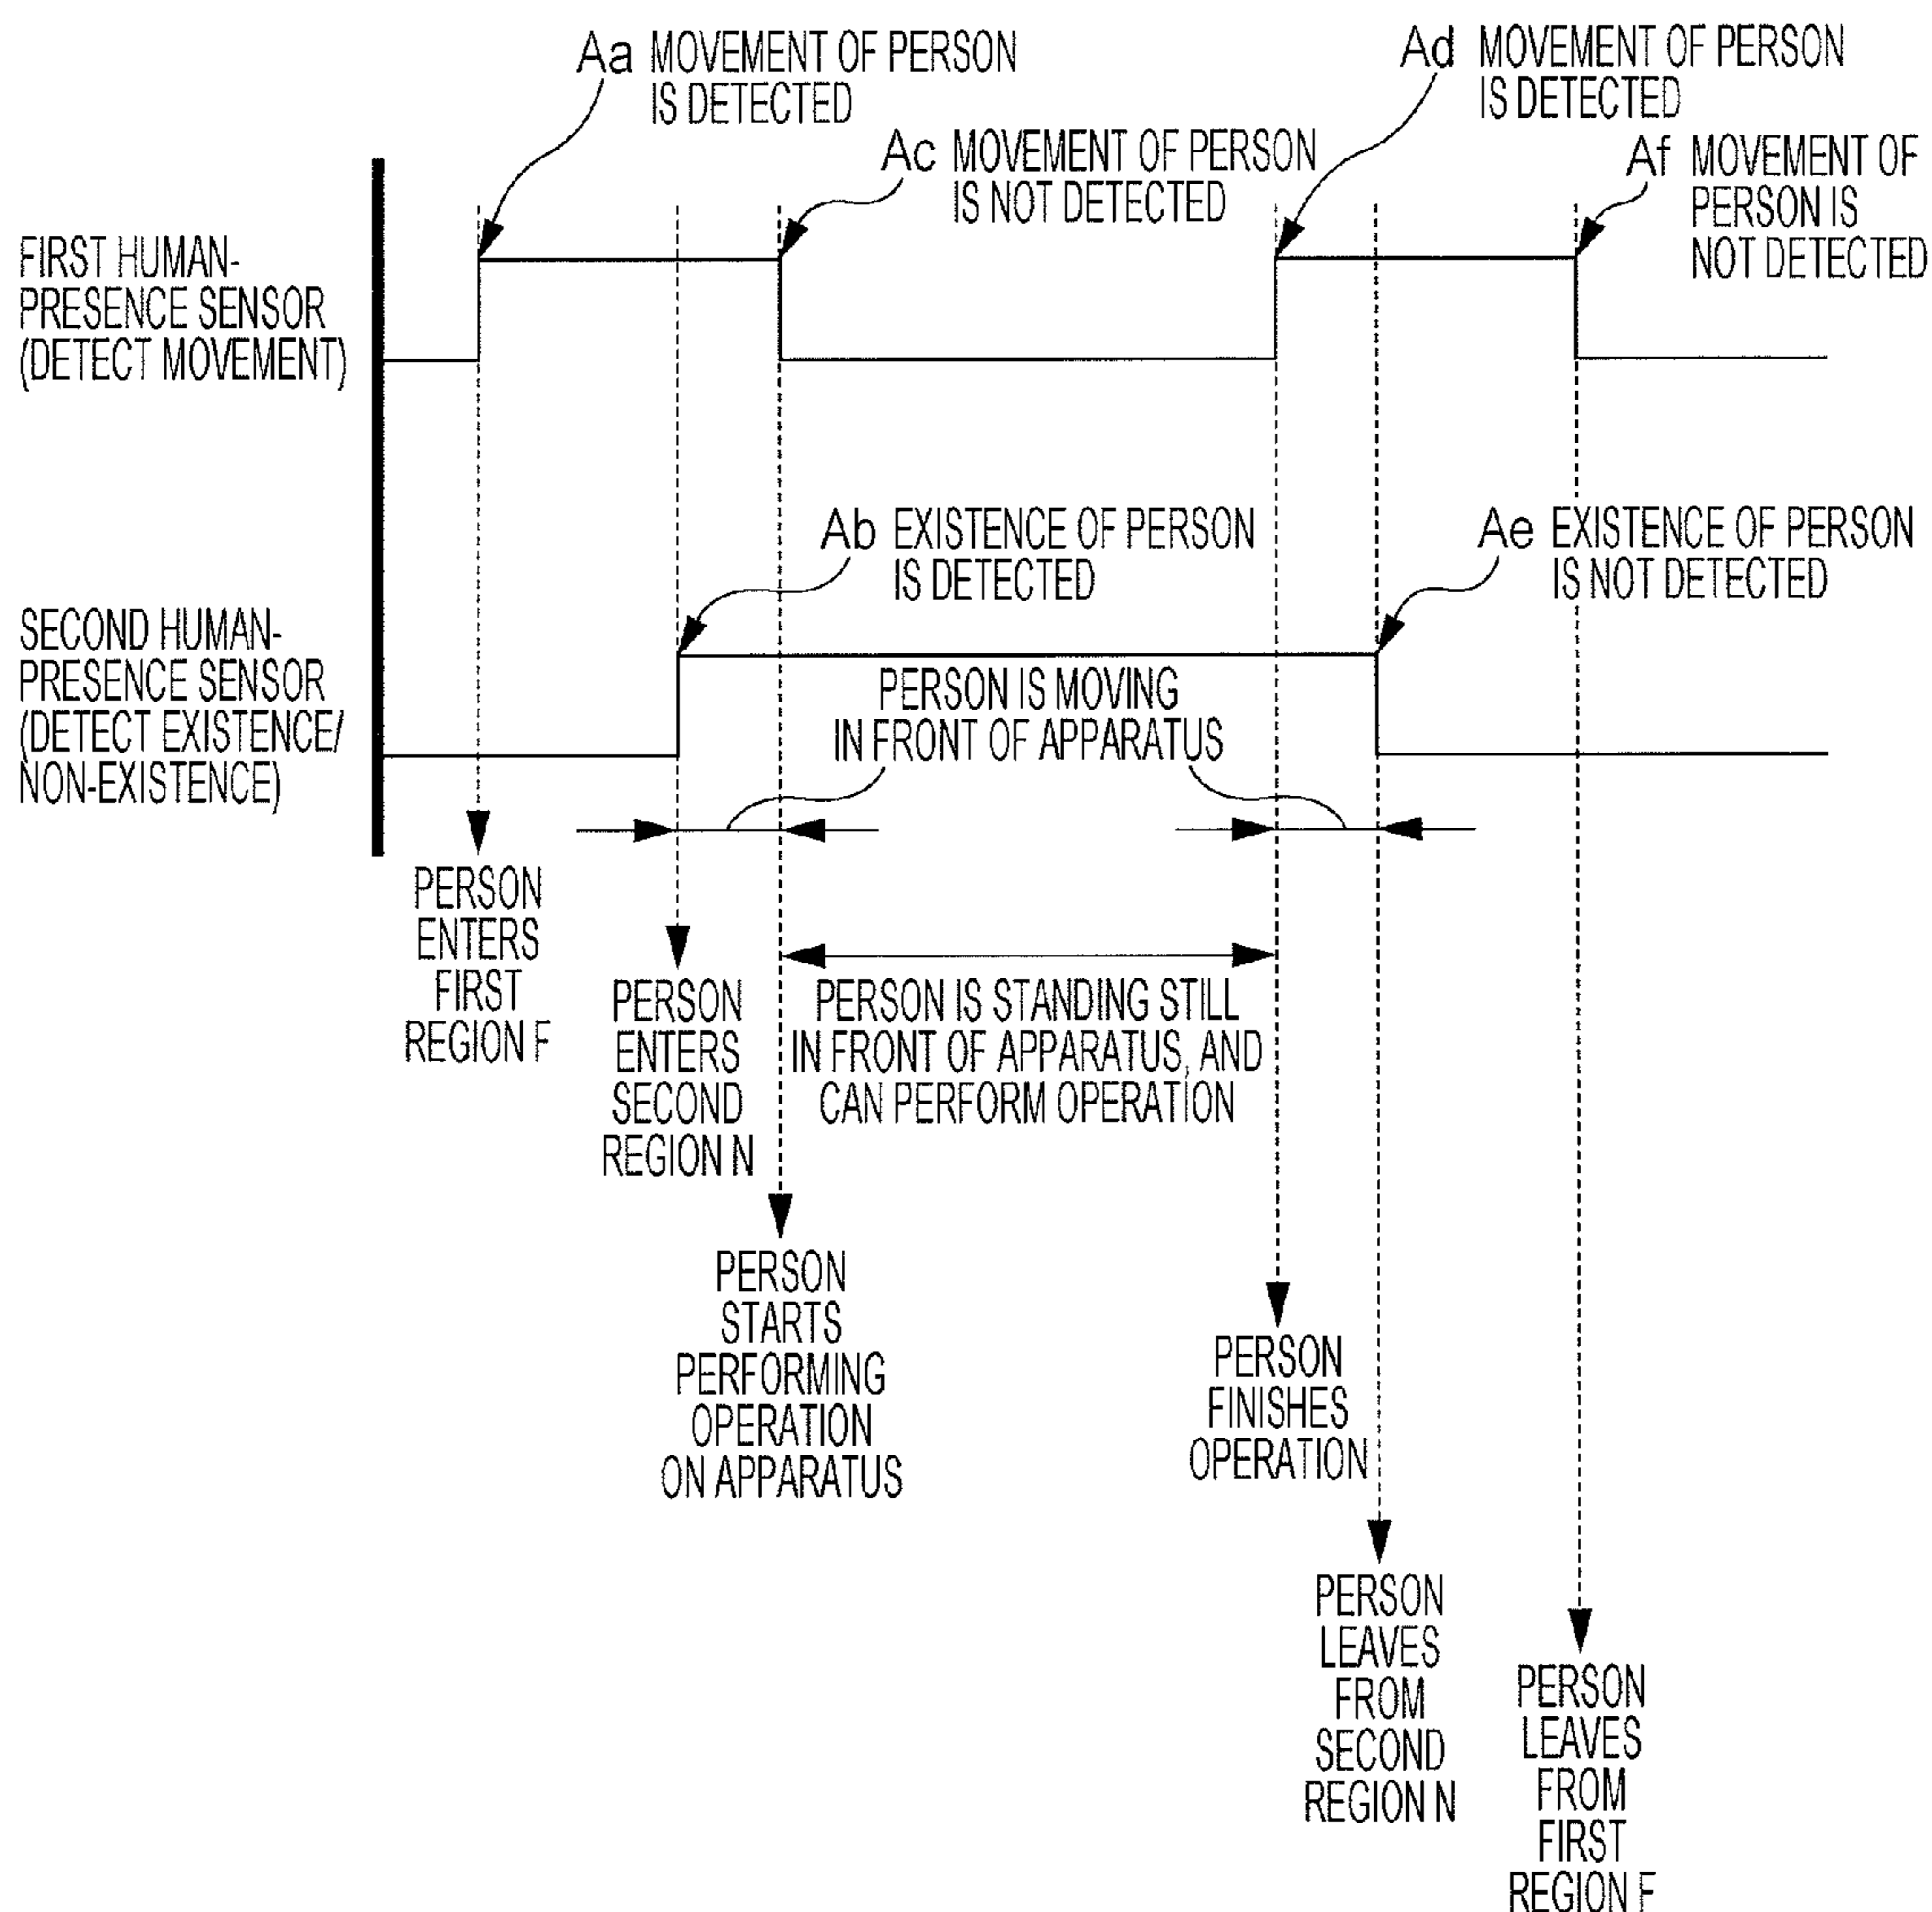 Aa MOVEMENT OF PERSON
IS DETECTED
Ac MOVEMENT OF PERSON
IS NOT DETECTED
Ad MOVEMENT OF PERSON
IS DETECTED
Af MOVEMENT OF
PERSON IS
NOT DETECTED
FIRST HUMAN-
PRESENCE SENSOR
(DETECT MOVEMENT)
Ab EXISTENCE OF PERSON
IS DETECTED
Ae EXISTENCE OF PERSON
IS NOT DETECTED
SECOND HUMAN-
PRESENCE SENSOR
(DETECT EXISTENCE/
NON-EXISTENCE)
PERSON IS MOVING
IN FRONT OF APPARATUS
PERSON
ENTERS
FIRST
REGION F
PERSON
ENTERS
SECOND
REGION N
PERSON IS STANDING STILL
IN FRONT OF APPARATUS, AND
CAN PERFORM OPERATION
PERSON
STARTS
PERFORMING
OPERATION
ON APPARATUS
PERSON
FINISHES
OPERATION
PERSON
LEAVES
FROM
SECOND
REGION N
PERSON
LEAVES
FROM
FIRST
REGION F